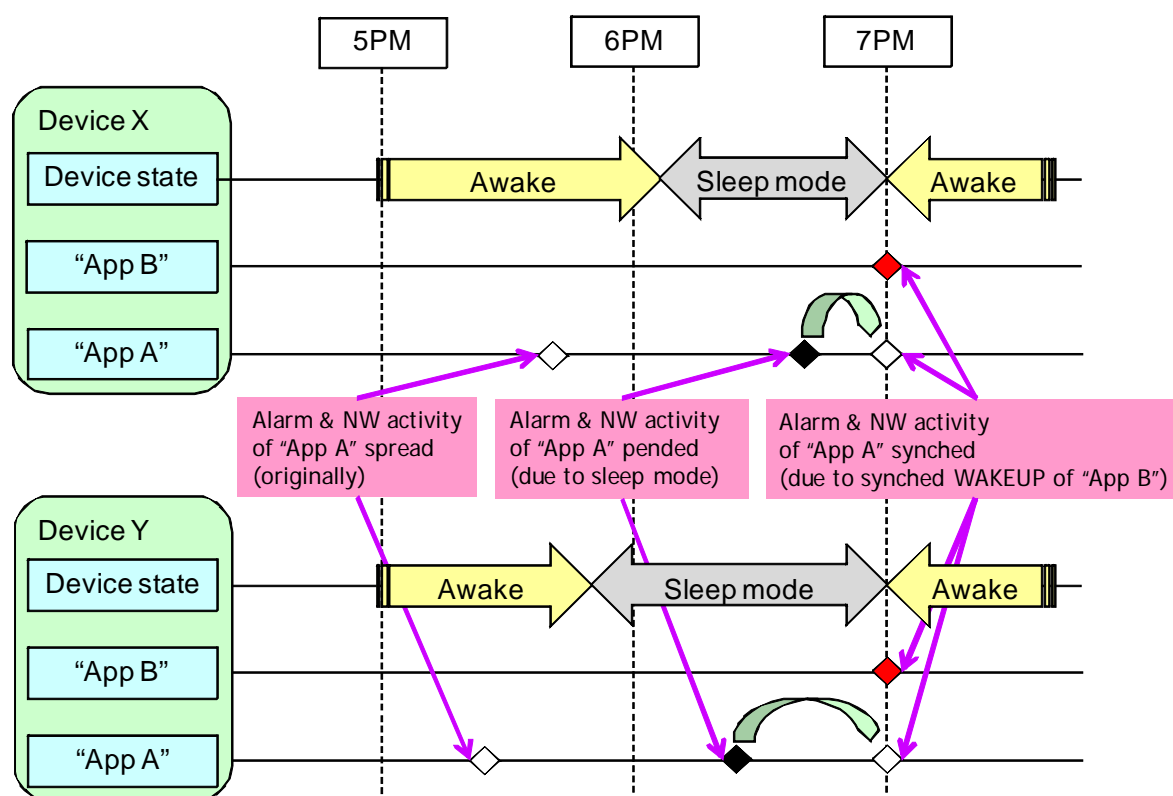 5PM
6PM
7PM
Device X
Device state
Awake
Sleep mode
Awake
“App B”
“App A”
Alarm & NW activity
of “App A” spread
(originally)
Alarm & NW activity
of “App A” pended
(due to sleep mode)
Alarm & NW activity
of “App A” synched
(due to synched WAKEUP of “App B”)
Device Y
Device state
Awake
Sleep mode
Awake
“App B”
“App A”